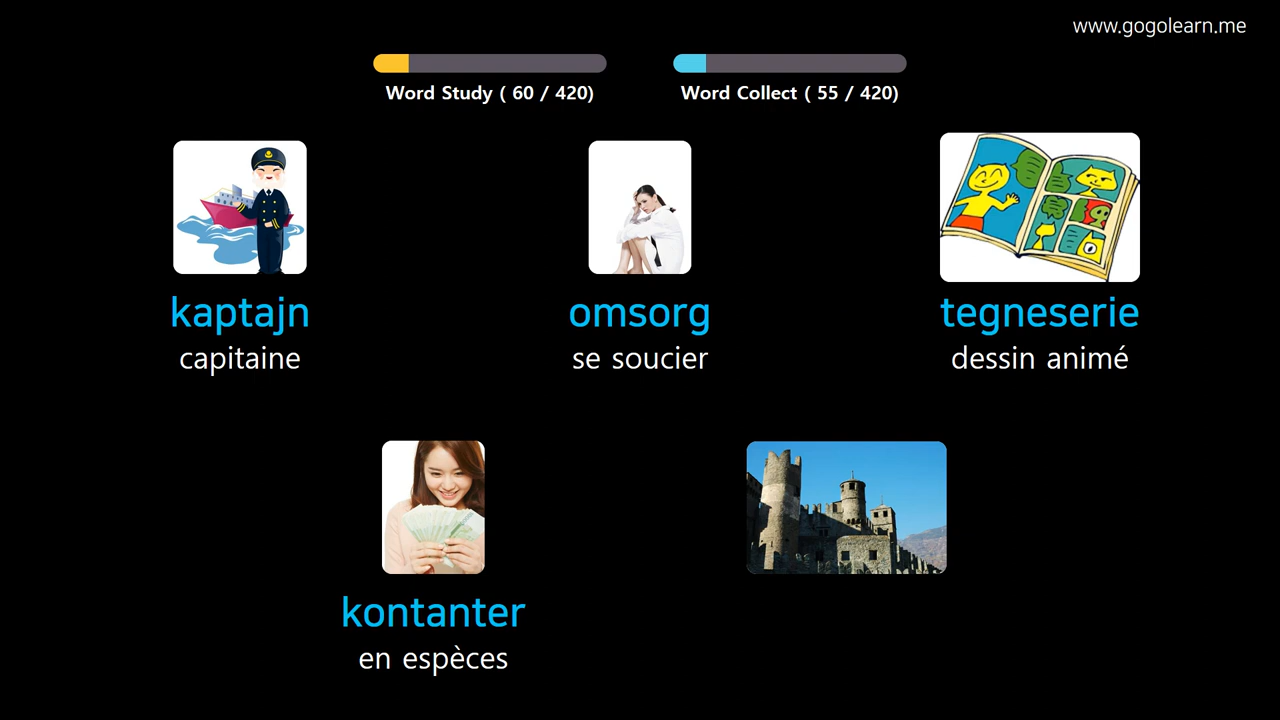 www.gogolearn.me
Word Study ( 60 / 420)
Word Collect ( 55 / 420)
kaptajn
capitaine
omsorg
se soucier
tegneserie
dessin animé
kontanter
en espèces